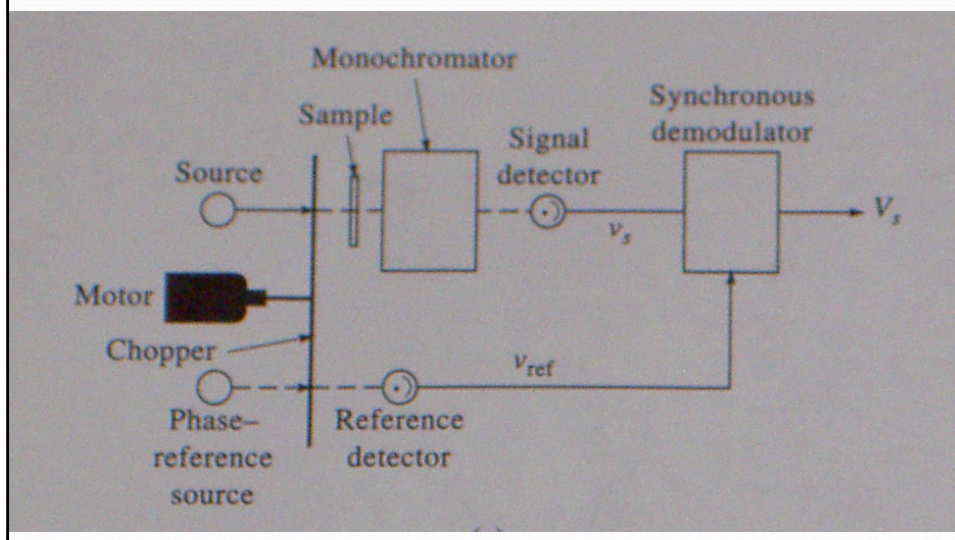 Monochromator
Sample
Signal
detector
Synchronous
demodulator
Source
v_s
V_s
Motor
Chopper
v_ref
Phase–
reference
source
Reference
detector